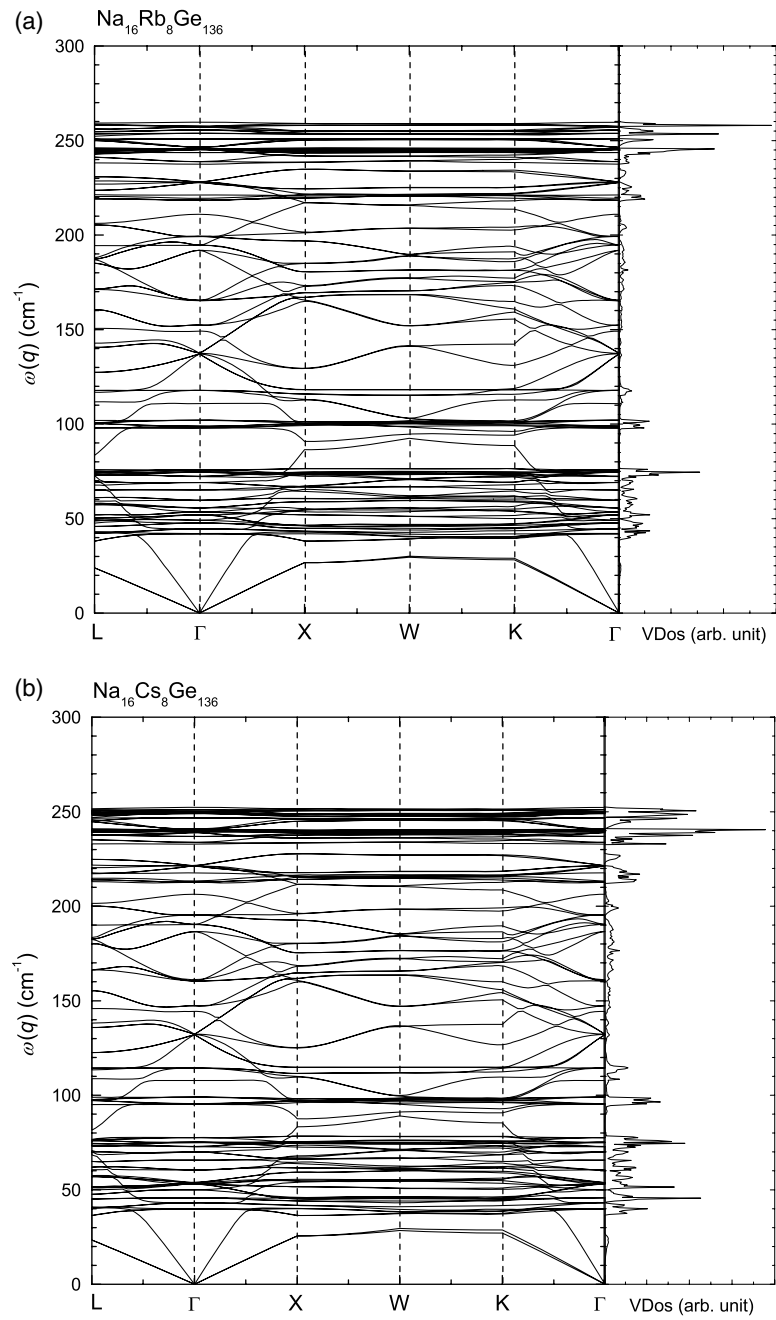 (a) Na₁₆Rb₈Ge₁₃₆
300
250
200
150
100
50
0
ω(q) (cm⁻¹)
L Γ X W K Γ VDos (arb. unit)
(b) Na₁₆Cs₈Ge₁₃₆
300
250
200
150
100
50
0
ω(q) (cm⁻¹)
L Γ X W K Γ VDos (arb. unit)